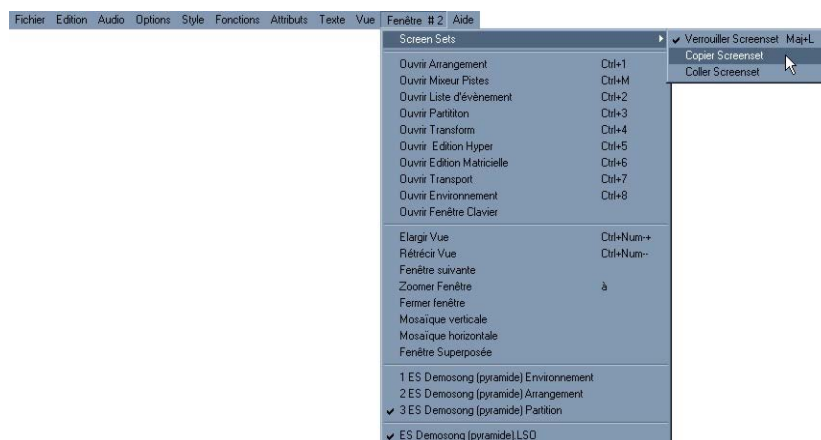 Fichier Edition Audio Options Style Fonctions Attributs Texte Vue Fenêtre #2 Aide
Screen Sets
Verrouiller Screenset Maj+L
Copier Screenset
Coller Screenset
Ouvrir Arrangement Ctrl+1
Ouvrir Mixeur Pistes Ctrl+M
Ouvrir Liste d'évènement Ctrl+2
Ouvrir Partititon Ctrl+3
Ouvrir Transform Ctrl+4
Ouvrir Edition Hyper Ctrl+5
Ouvrir Edition Matricielle Ctrl+6
Ouvrir Transport Ctrl+7
Ouvrir Environnement Ctrl+8
Ouvrir Fenêtre Clavier
Elargir Vue Ctrl+Num-+
Rétrécir Vue Ctrl+Num--
Fenêtre suivante
Zoomer Fenêtre à
Fermer fenêtre
Mosaïque verticale
Mosaïque horizontale
Fenêtre Superposée
1 ES Demosong (pyramide) Environnement
2 ES Demosong (pyramide) Arrangement
3 ES Demosong (pyramide) Partition
ES Demosong (pyramide).LSO